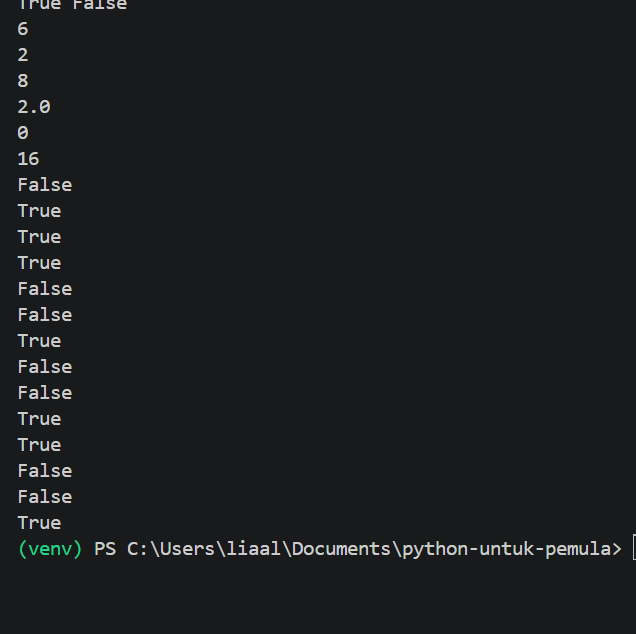 True False
6
2
8
2.0
0
16
False
True
True
True
False
False
True
False
False
True
True
False
False
True
(venv) PS C:\Users\liaal\Documents\python-untuk-pemula>